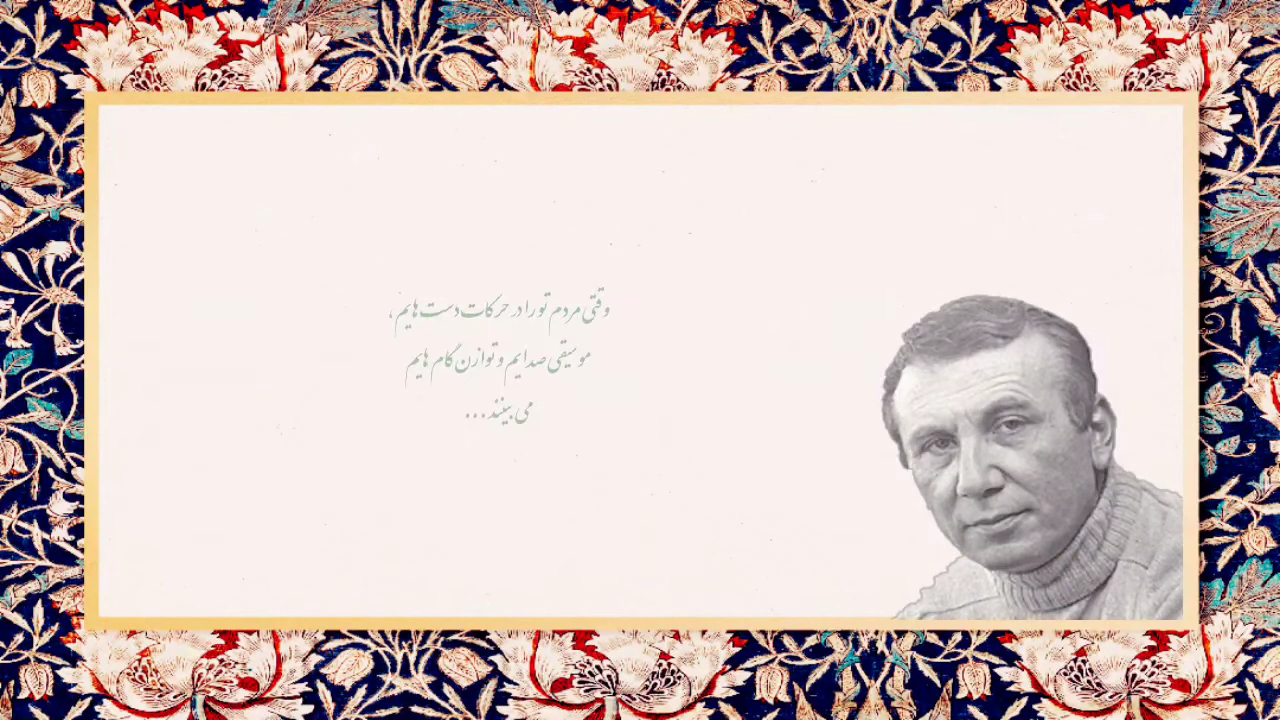 وقتی مردم تو را در حرکات دست هایم،
موسیقی صدایم و توازن گام هایم
می بینند...